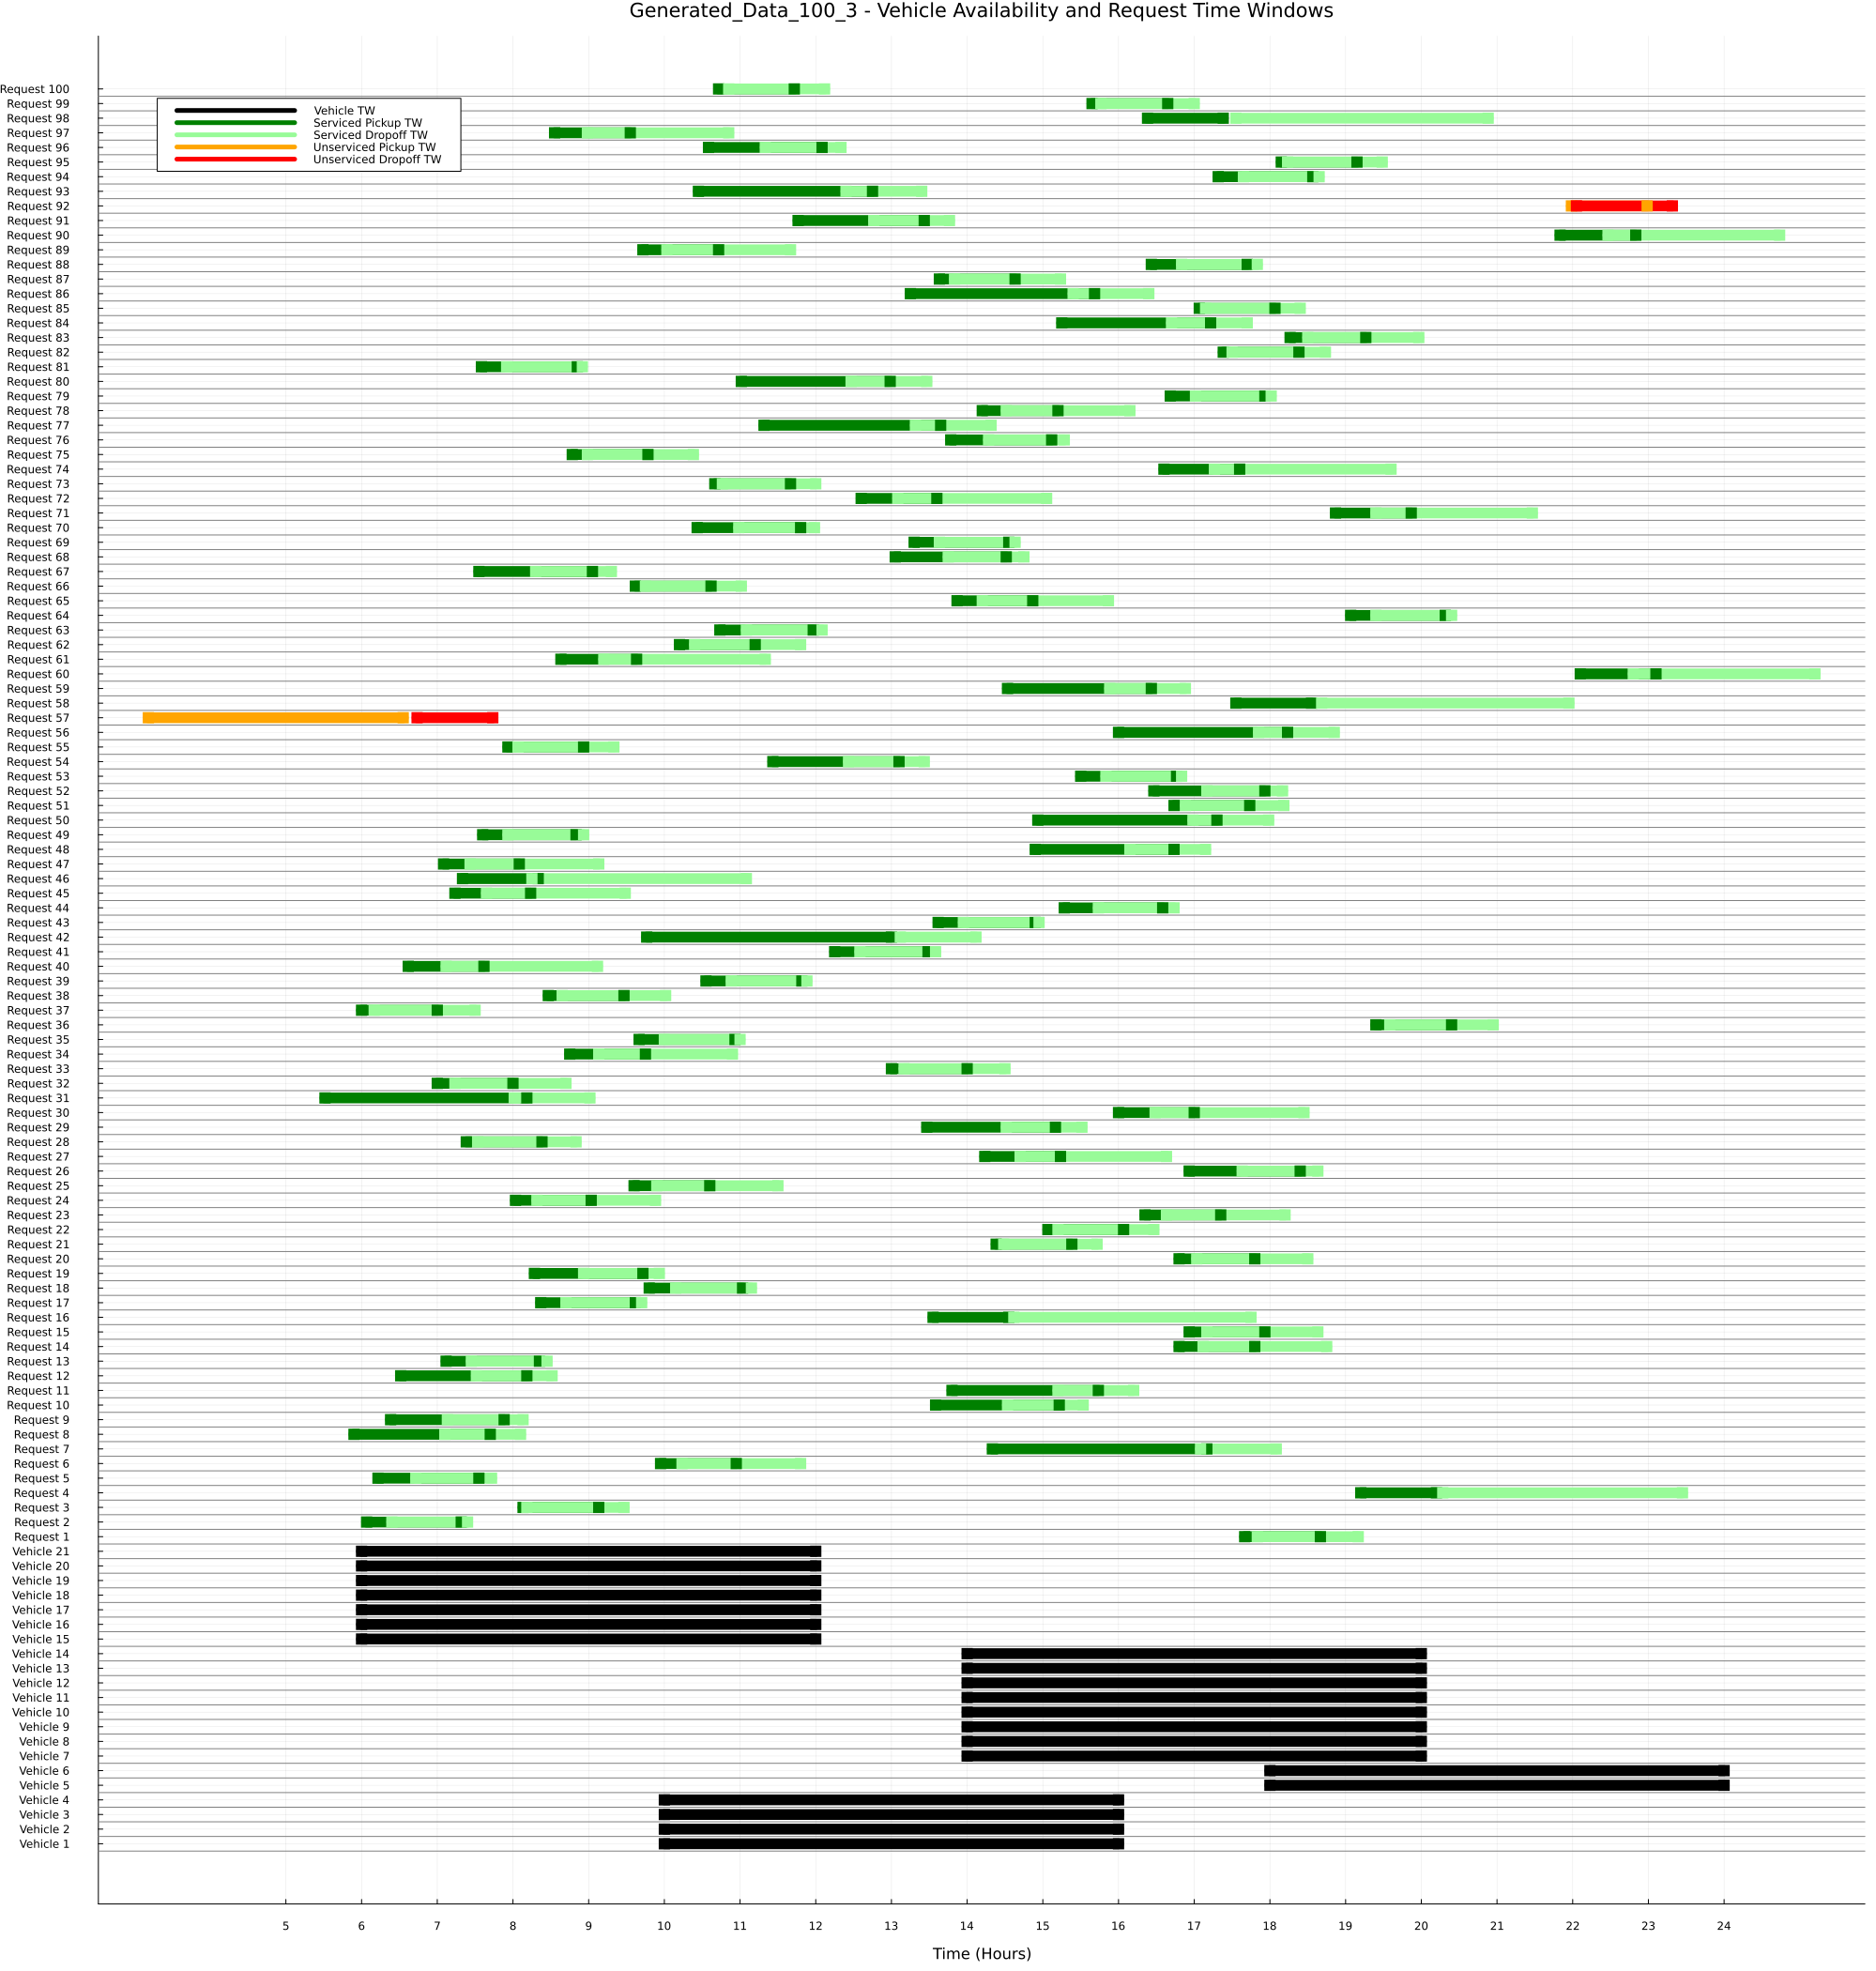 Generated_Data_100_3 - Vehicle Availability and Request Time Windows
Request 100
Request 99
Request 98
Request 97
Request 96
Request 95
Request 94
Request 93
Request 92
Request 91
Request 90
Request 89
Request 88
Request 87
Request 86
Request 85
Request 84
Request 83
Request 82
Request 81
Request 80
Request 79
Request 78
Request 77
Request 76
Request 75
Request 74
Request 73
Request 72
Request 71
Request 70
Request 69
Request 68
Request 67
Request 66
Request 65
Request 64
Request 63
Request 62
Request 61
Request 60
Request 59
Request 58
Request 57
Request 56
Request 55
Request 54
Request 53
Request 52
Request 51
Request 50
Request 49
Request 48
Request 47
Request 46
Request 45
Request 44
Request 43
Request 42
Request 41
Request 40
Request 39
Request 38
Request 37
Request 36
Request 35
Request 34
Request 33
Request 32
Request 31
Request 30
Request 29
Request 28
Request 27
Request 26
Request 25
Request 24
Request 23
Request 22
Request 21
Request 20
Request 19
Request 18
Request 17
Request 16
Request 15
Request 14
Request 13
Request 12
Request 11
Request 10
Request 9
Request 8
Request 7
Request 6
Request 5
Request 4
Request 3
Request 2
Request 1
Vehicle 21
Vehicle 20
Vehicle 19
Vehicle 18
Vehicle 17
Vehicle 16
Vehicle 15
Vehicle 14
Vehicle 13
Vehicle 12
Vehicle 11
Vehicle 10
Vehicle 9
Vehicle 8
Vehicle 7
Vehicle 6
Vehicle 5
Vehicle 4
Vehicle 3
Vehicle 2
Vehicle 1
Vehicle TW
Serviced Pickup TW
Serviced Dropoff TW
Unserviced Pickup TW
Unserviced Dropoff TW
5 6 7 8 9 10 11 12 13 14 15 16 17 18 19 20 21 22 23 24
Time (Hours)